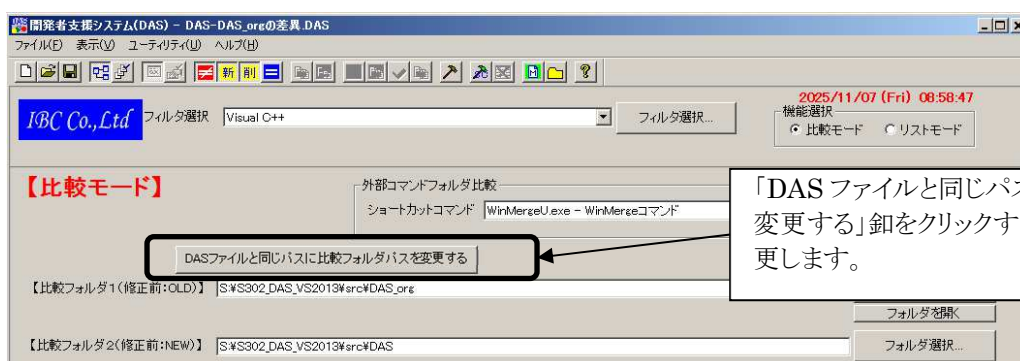 開発者支援システム(DAS) - DAS-DAS_orgの差異.DAS
ファイル(F) 表示(V) ユーティリティ(U) ヘルプ(H)
新 削
2025/11/07 (Fri) 08:58:47
IBC Co.,Ltd フィルタ選択 Visual C++ フィルタ選択...
機能選択
比較モード リストモード
【比較モード】
外部コマンドフォルダ比較
ショートカットコマンド WinMergeU.exe - WinMergeコマンド
「DASファイルと同じパス
変更する」釦をクリックす
更します。
DASファイルと同じパスに比較フォルダパスを変更する
【比較フォルダ1(修正前:OLD)】 S:¥S302_DAS_VS2013¥src¥DAS_org
フォルダを開く
【比較フォルダ2(修正前:NEW)】 S:¥S302_DAS_VS2013¥src¥DAS フォルダ選択...